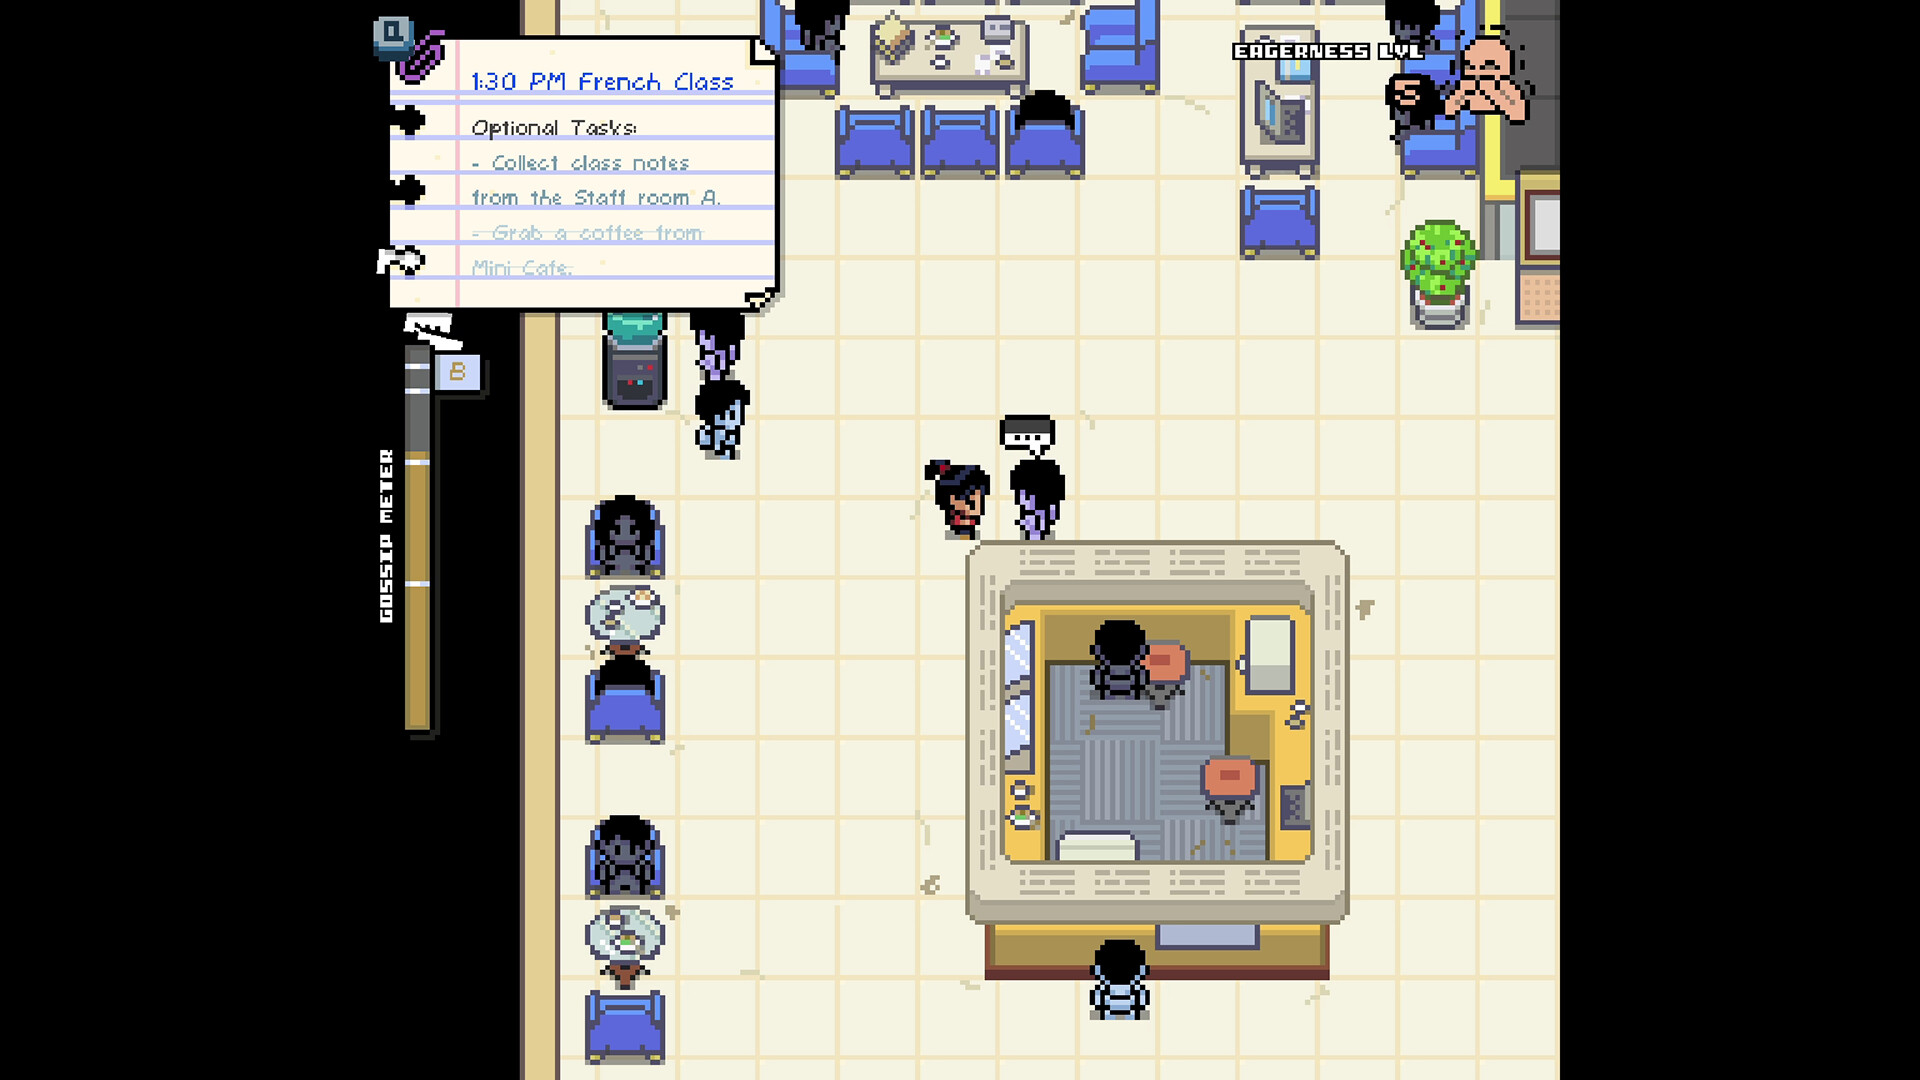 Q
1:30 PM French Class
Optional Tasks:
- Collect class notes
from the Staff room A.
- Grab a coffee from
Mini Cafe.
EAGERNESS LVL
B
GOSSIP METER
...